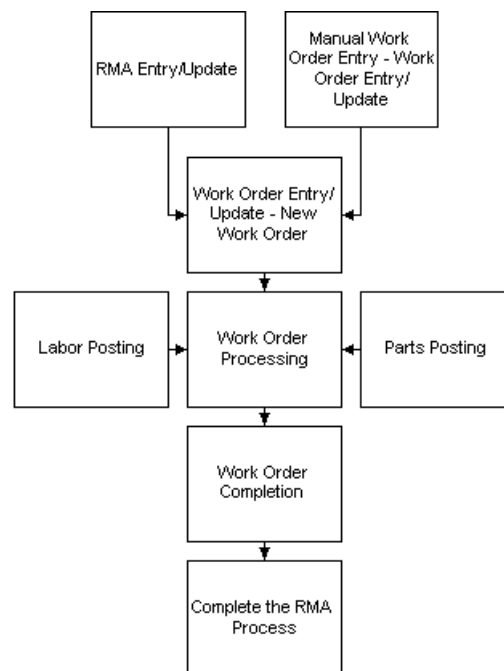 RMA Entry/Update
Manual Work
Order Entry - Work
Order Entry/
Update
Work Order Entry/
Update - New
Work Order
Labor Posting
Work Order
Processing
Parts Posting
Work Order
Completion
Complete the RMA
Process